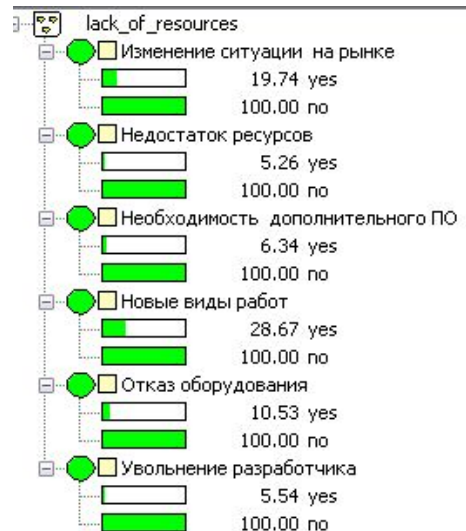 lack_of_resources
Изменение ситуации на рынке
19.74 yes
100.00 no
Недостаток ресурсов
5.26 yes
100.00 no
Необходимость дополнительного ПО
6.34 yes
100.00 no
Новые виды работ
28.67 yes
100.00 no
Отказ оборудования
10.53 yes
100.00 no
Увольнение разработчика
5.54 yes
100.00 no